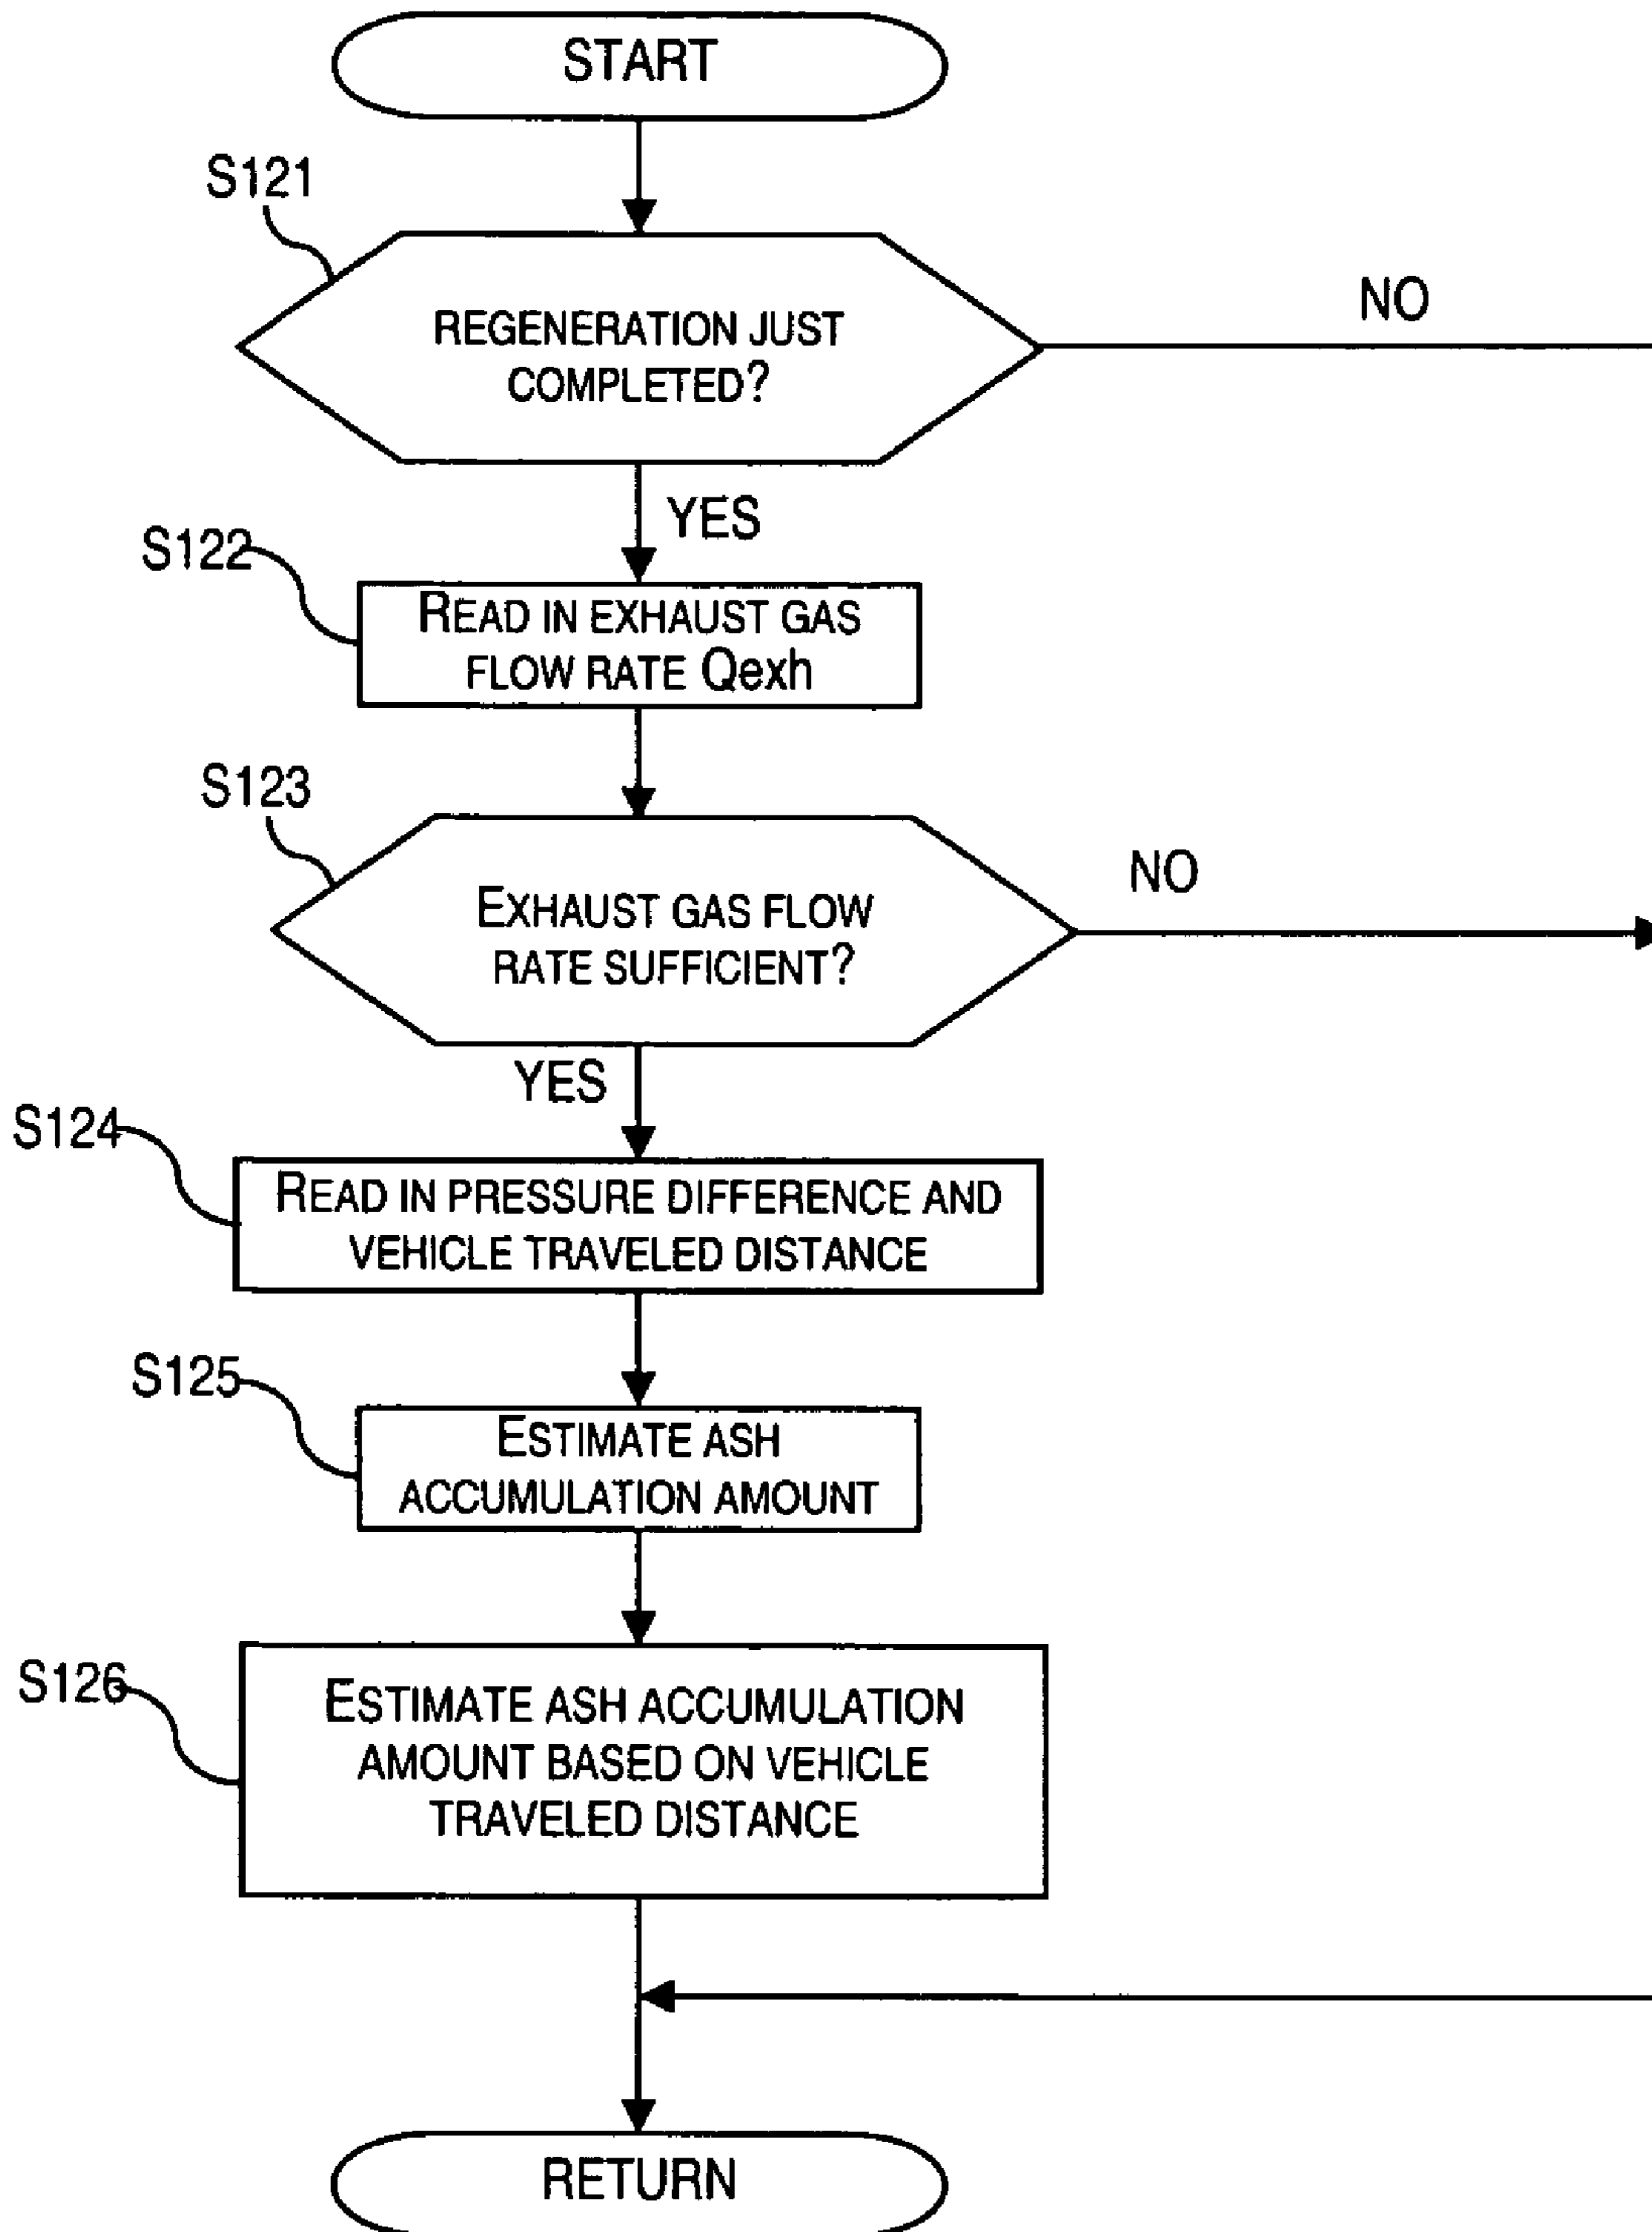 START
S121
REGENERATION JUST
COMPLETED?
NO
YES
S122
READ IN EXHAUST GAS
FLOW RATE Qexh
S123
EXHAUST GAS FLOW
RATE SUFFICIENT?
NO
YES
S124
READ IN PRESSURE DIFFERENCE AND
VEHICLE TRAVELED DISTANCE
S125
ESTIMATE ASH
ACCUMULATION AMOUNT
S126
ESTIMATE ASH ACCUMULATION
AMOUNT BASED ON VEHICLE
TRAVELED DISTANCE
RETURN